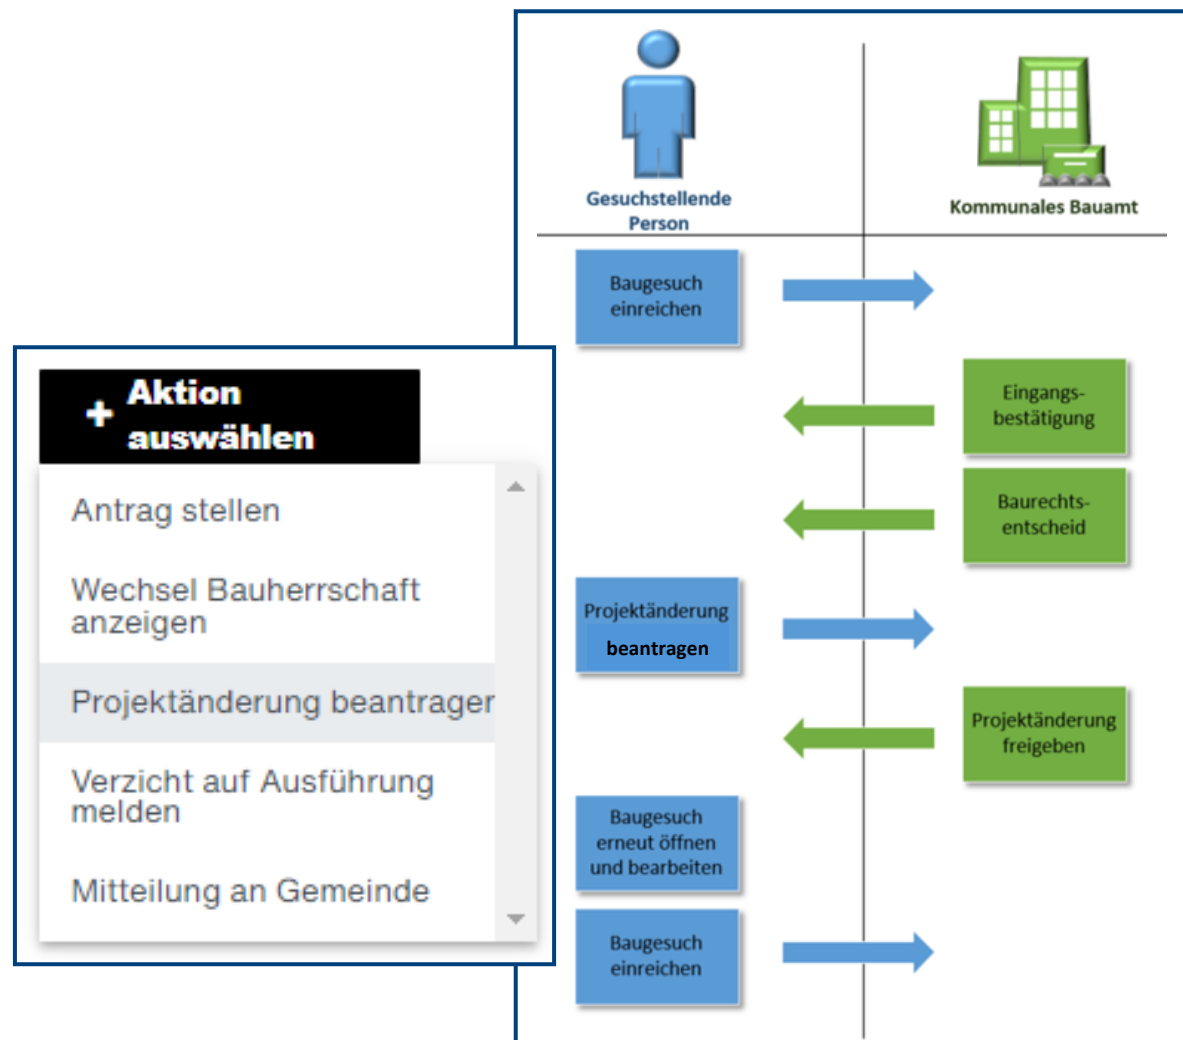 Gesuchstellende
Person
Kommunales Bauamt
Baugesuch
einreichen
Eingangs-
bestätigung
Baurechts-
entscheid
Projektänderung
beantragen
Projektänderung
freigeben
Baugesuch
erneut öffnen
und bearbeiten
Baugesuch
einreichen
+ Aktion
auswählen
Antrag stellen
Wechsel Bauherrschaft
anzeigen
Projektänderung beantragen
Verzicht auf Ausführung
melden
Mitteilung an Gemeinde